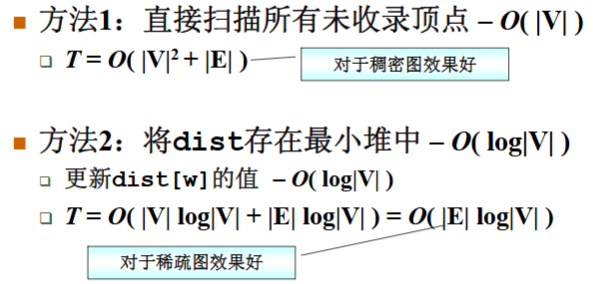 方法1：直接扫描所有未收录顶点 – O( |V| )
T = O( |V|² + |E| )
对于稠密图效果好
方法2：将dist存在最小堆中 – O( log|V| )
更新dist[w]的值 – O( log|V| )
T = O( |V| log|V| + |E| log|V| ) = O( |E| log|V| )
对于稀疏图效果好